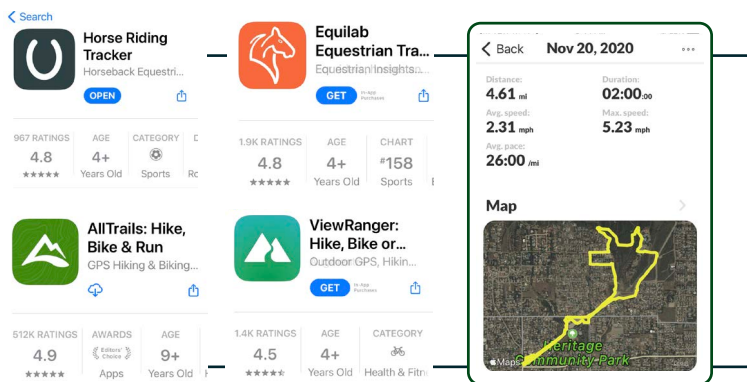 Search
Horse Riding
Tracker
Horseback Equestri...
OPEN
967 RATINGS AGE CATEGORY
4.8 4+
Years Old Sports
Equilab
Equestrian Tra...
Equestrian Insights...
GET In-App
Purchases
1.9K RATINGS AGE CHART
4.8 4+ #158
Years Old Sports
AllTrails: Hike,
Bike & Run
GPS Hiking & Biking...
512K RATINGS AWARDS AGE
4.9 Editors'
Choice 9+
Apps Years Old
ViewRanger:
Hike, Bike or...
Outdoor GPS, Hikin...
GET In-App
Purchases
1.4K RATINGS AGE CATEGORY
4.5 4+
Years Old Health & Fitn
Back Nov 20, 2020
Distance: Duration:
4.61 mi 02:00:00
Avg. speed: Max. speed:
2.31 mph 5.23 mph
Avg. pace:
26:00 /mi
Map
Heritage
Community Park
Maps